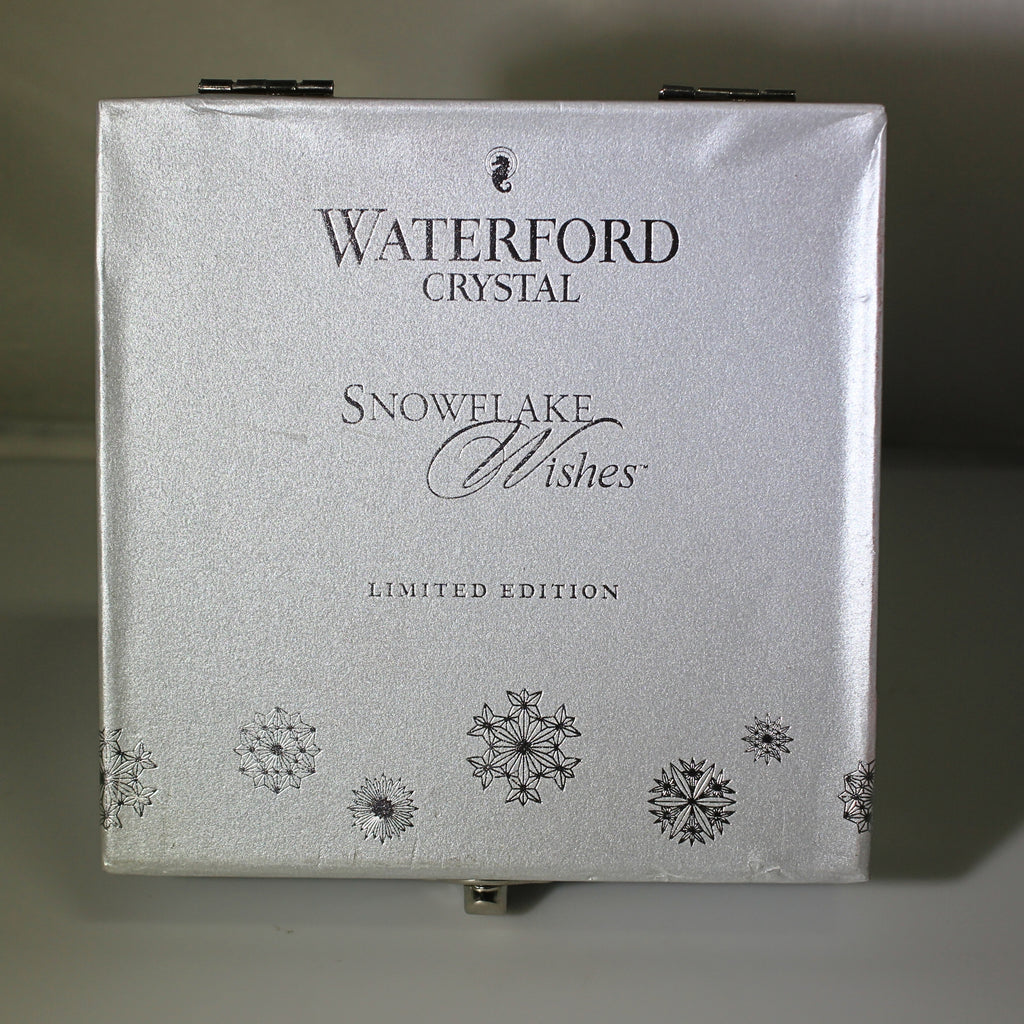 WATERFORD
CRYSTAL
SNOWFLAKE
Wishes™
LIMITED EDITION